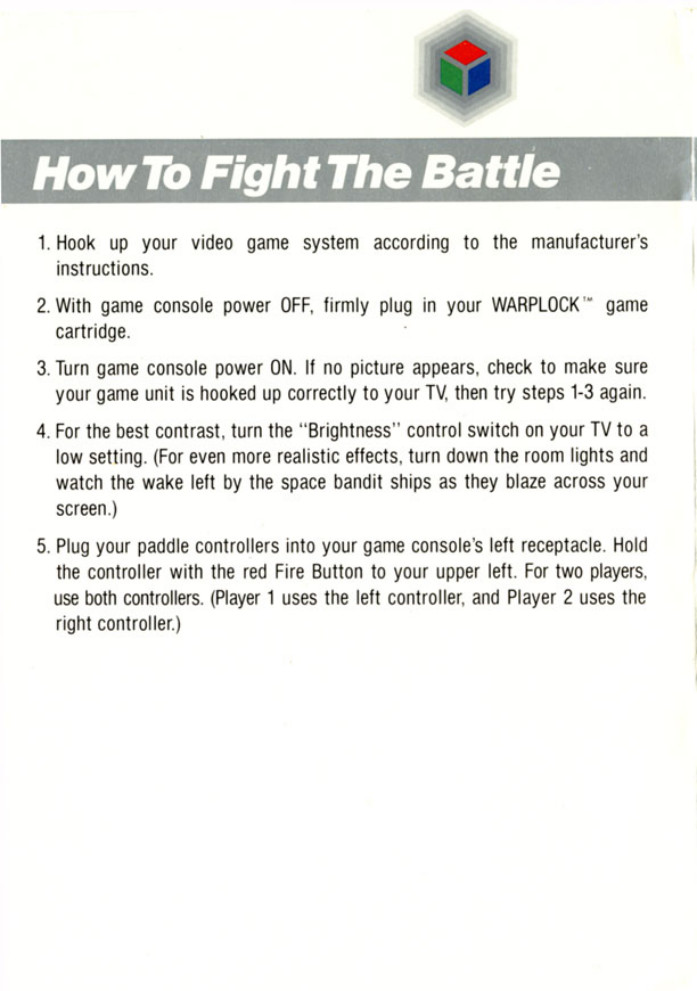 How To Fight The Battle
1. Hook up your video game system according to the manufacturer's
instructions.
2. With game console power OFF, firmly plug in your WARPLOCK™ game
cartridge.
3. Turn game console power ON. If no picture appears, check to make sure
your game unit is hooked up correctly to your TV, then try steps 1-3 again.
4. For the best contrast, turn the "Brightness" control switch on your TV to a
low setting. (For even more realistic effects, turn down the room lights and
watch the wake left by the space bandit ships as they blaze across your
screen.)
5. Plug your paddle controllers into your game console's left receptacle. Hold
the controller with the red Fire Button to your upper left. For two players,
use both controllers. (Player 1 uses the left controller, and Player 2 uses the
right controller.)